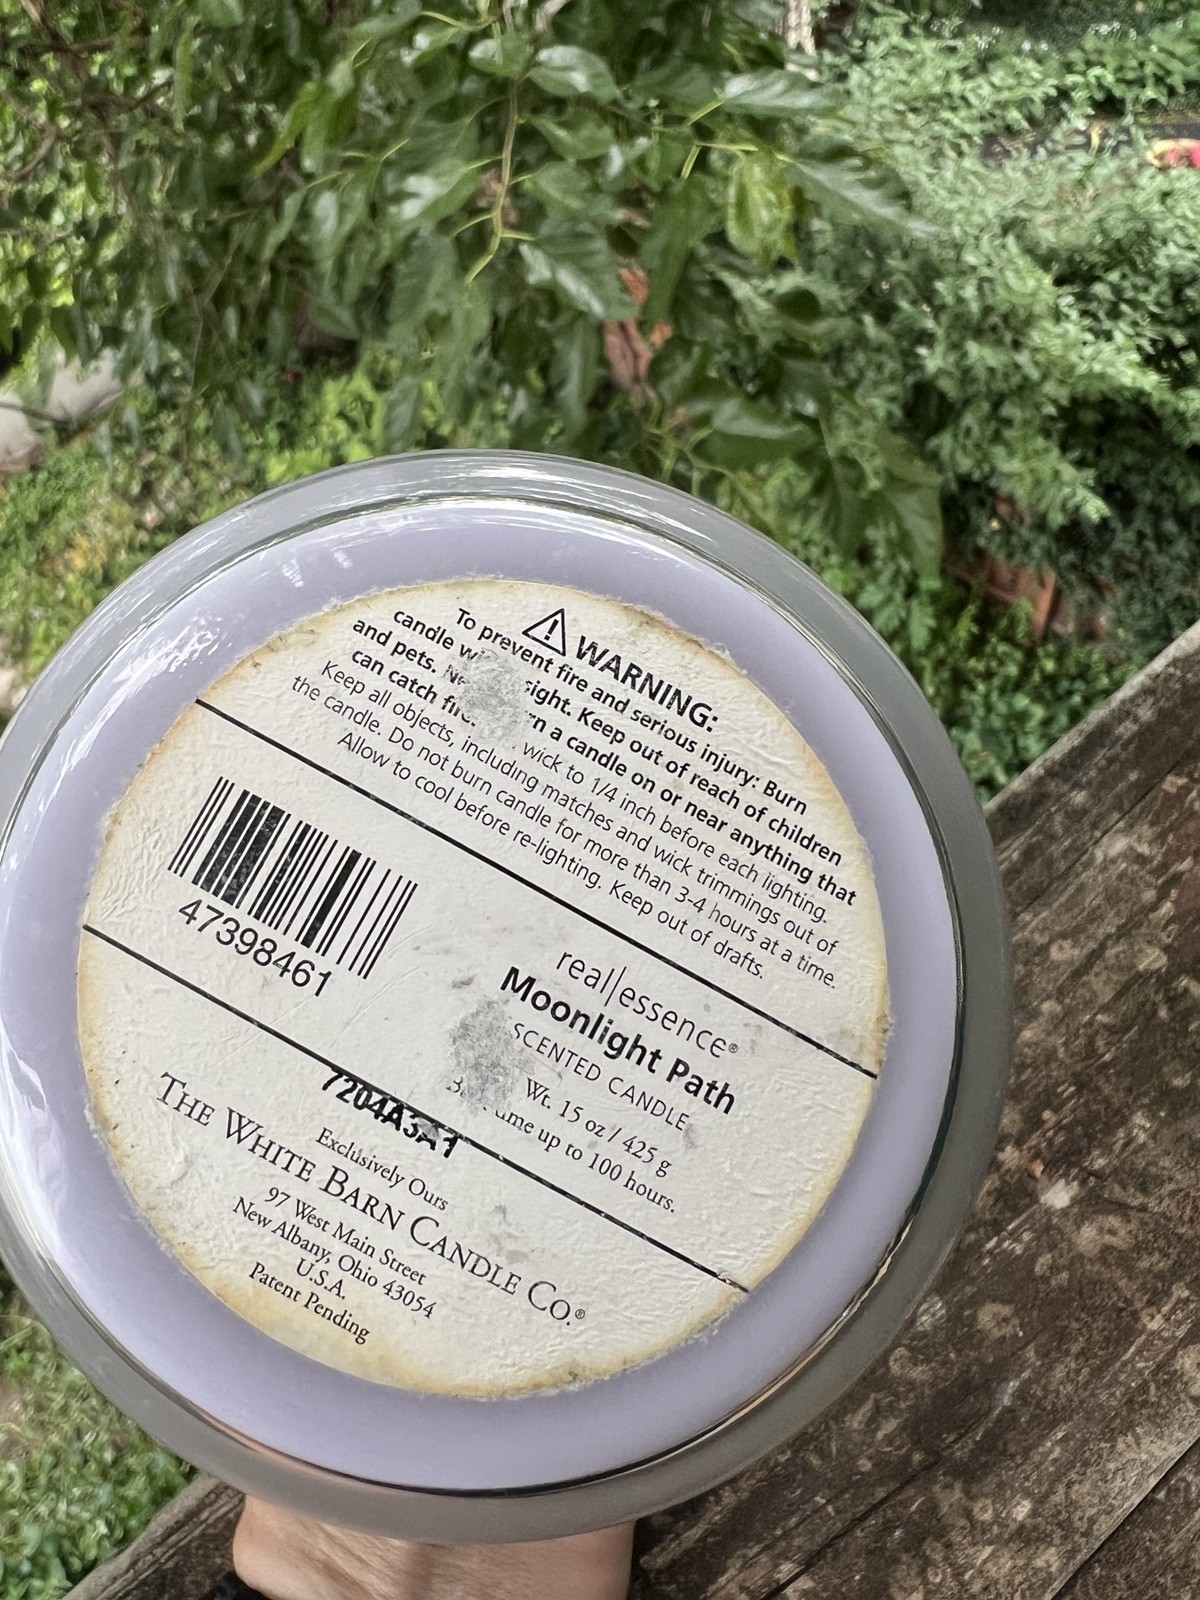 WARNING:
To prevent fire and serious injury: Burn
candle sight. Keep out of reach of children
and pets. a candle on or near anything that
can catch wick to 1/4 inch before each lighting.
Keep all objects, including matches and wick trimmings out of
the candle. Do not burn candle for more than 3-4 hours at a time.
Allow to cool before re-lighting. Keep out of drafts.
47398461
real essence®
Moonlight Path
SCENTED CANDLE
Wt. 15 oz / 425 g
up to 100 hours.
7204A3A1
Exclusively Ours
THE WHITE BARN CANDLE CO.®
97 West Main Street
New Albany, Ohio 43054
U.S.A.
Patent Pending